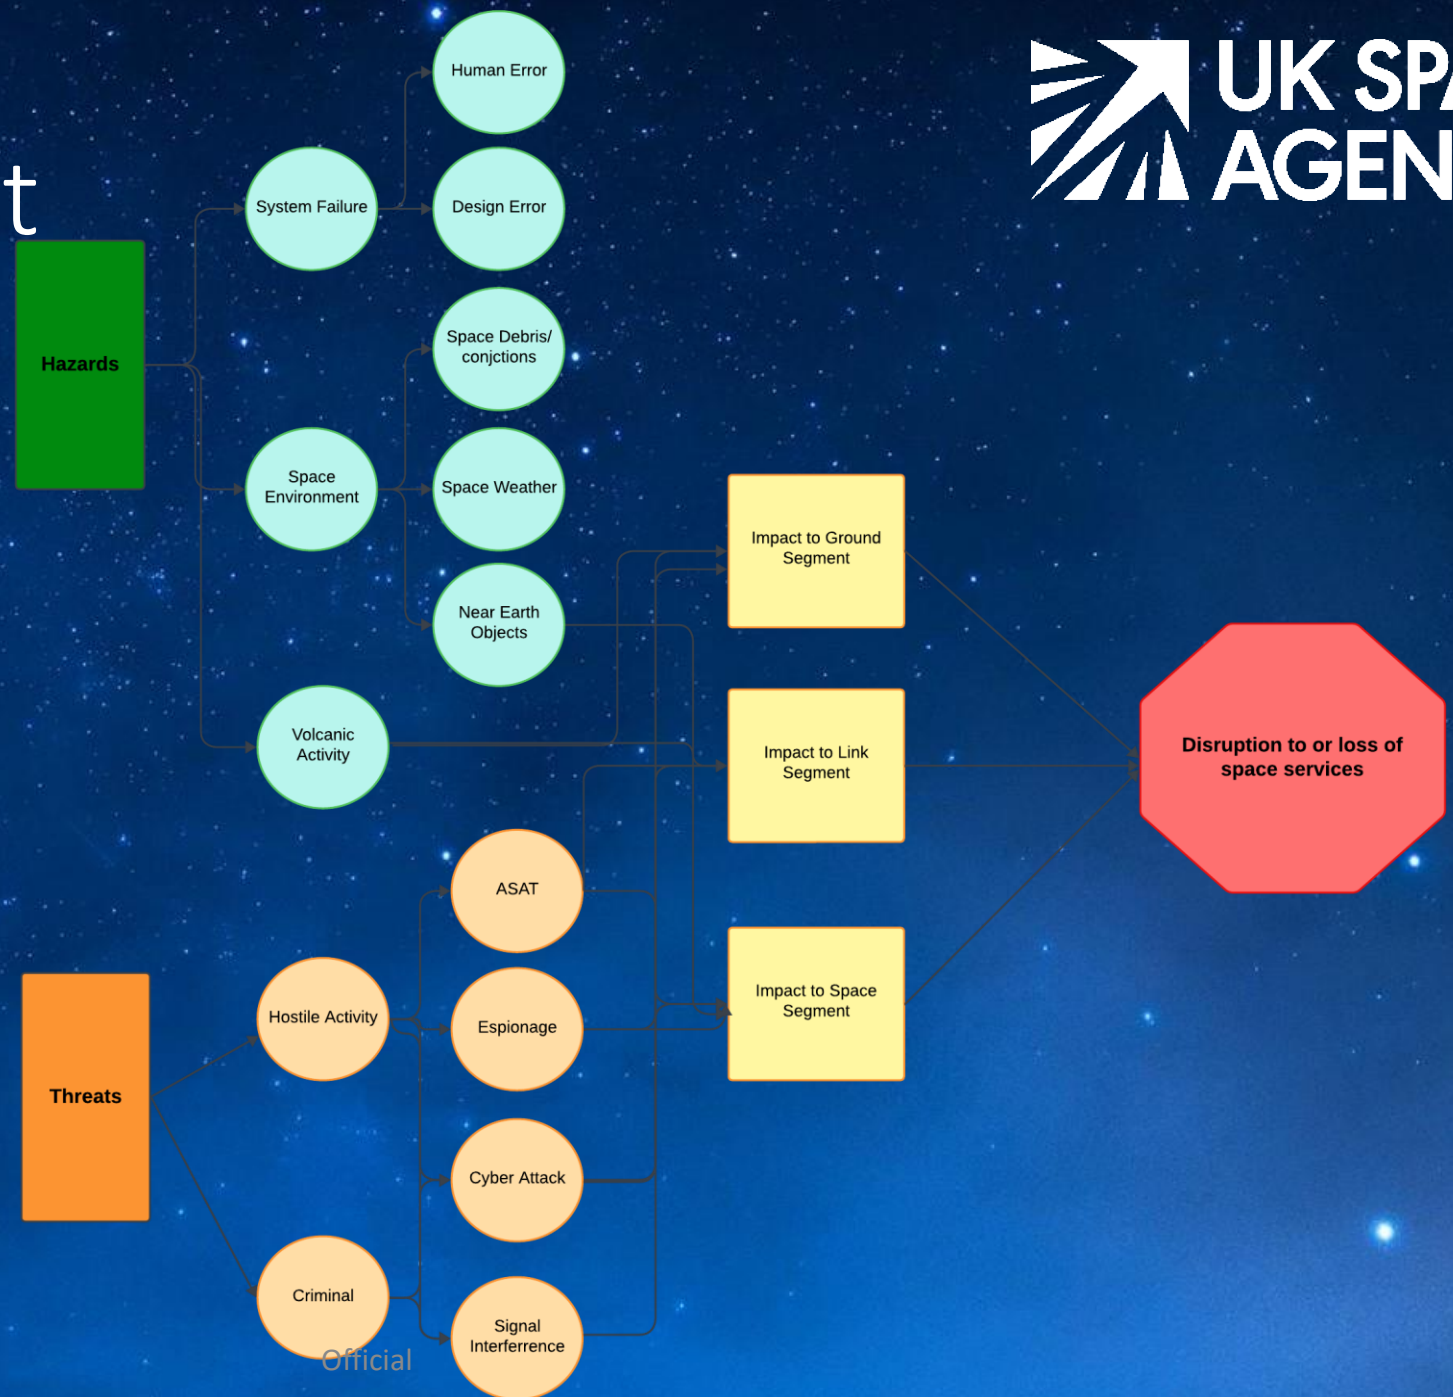 t
UK SPA
AGEN
Human Error
System Failure
Design Error
Hazards
Space Debris/
conjctions
Space
Environment
Space Weather
Near Earth
Objects
Volcanic
Activity
Impact to Ground
Segment
Impact to Link
Segment
Impact to Space
Segment
Disruption to or loss of
space services
Threats
Hostile Activity
Criminal
ASAT
Espionage
Cyber Attack
Signal
Interferrence
Official